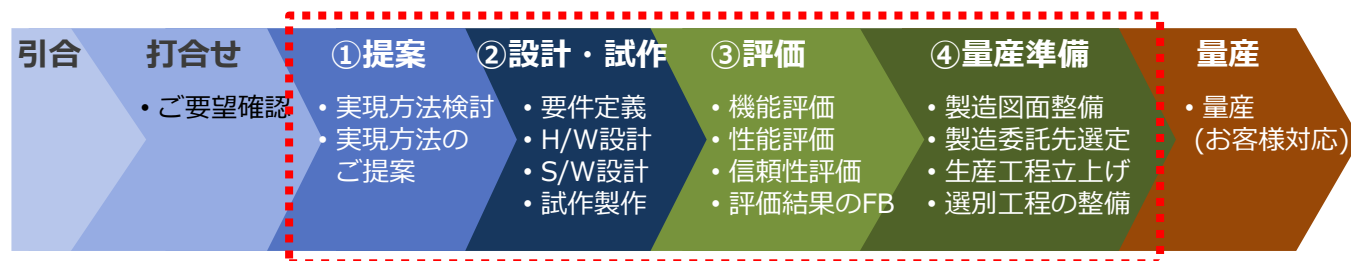 引合
打合せ
・ご要望確認
①提案
・実現方法検討
・実現方法の
ご提案
②設計・試作
・要件定義
・H/W設計
・S/W設計
・試作製作
③評価
・機能評価
・性能評価
・信頼性評価
・評価結果のFB
④量産準備
・製造図面整備
・製造委託先選定
・生産工程立上げ
・選別工程の整備
量産
・量産
(お客様対応)